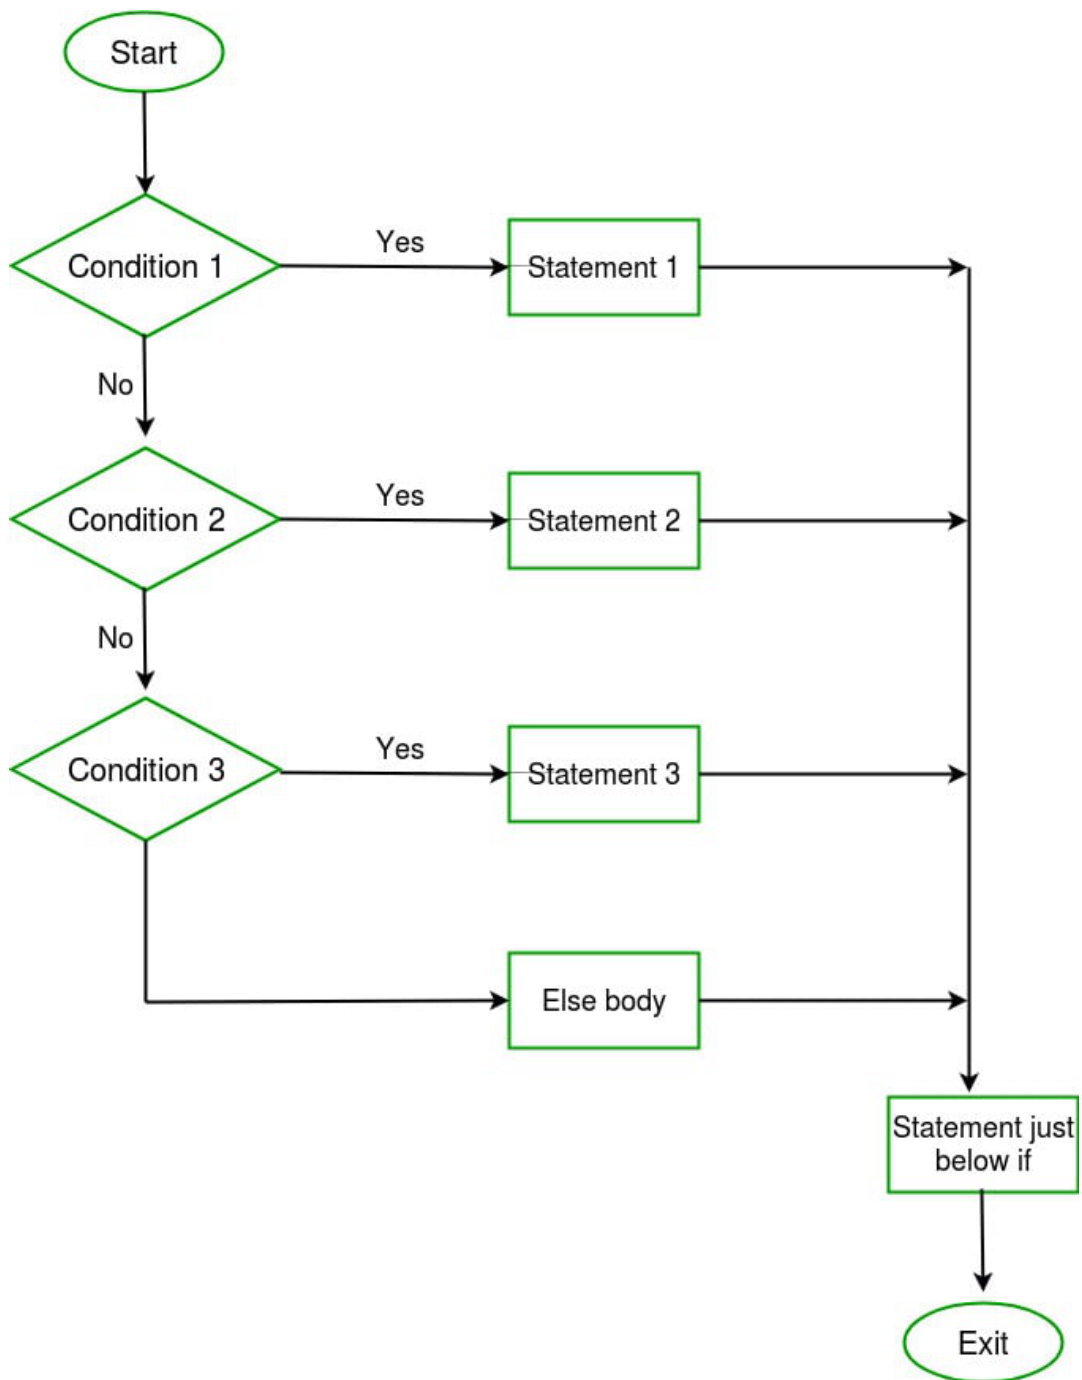 Start
Condition 1
Yes
Statement 1
No
Condition 2
Yes
Statement 2
No
Condition 3
Yes
Statement 3
Else body
Statement just
below if
Exit